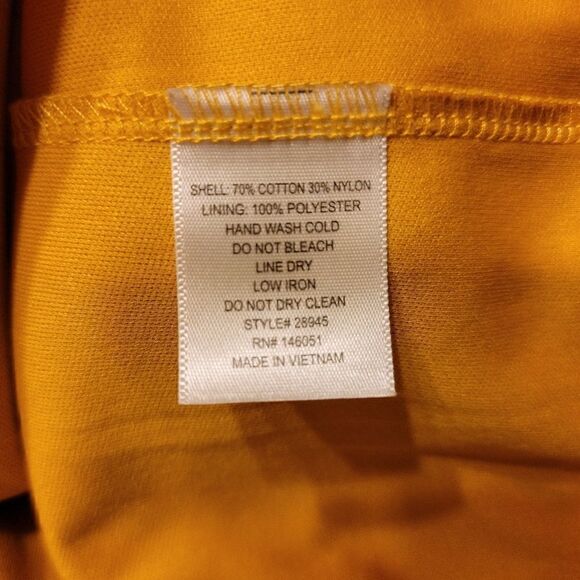 SHELL: 70% COTTON 30% NYLON
LINING: 100% POLYESTER
HAND WASH COLD
DO NOT BLEACH
LINE DRY
LOW IRON
DO NOT DRY CLEAN
STYLE# 28945
RN# 146051
MADE IN VIETNAM